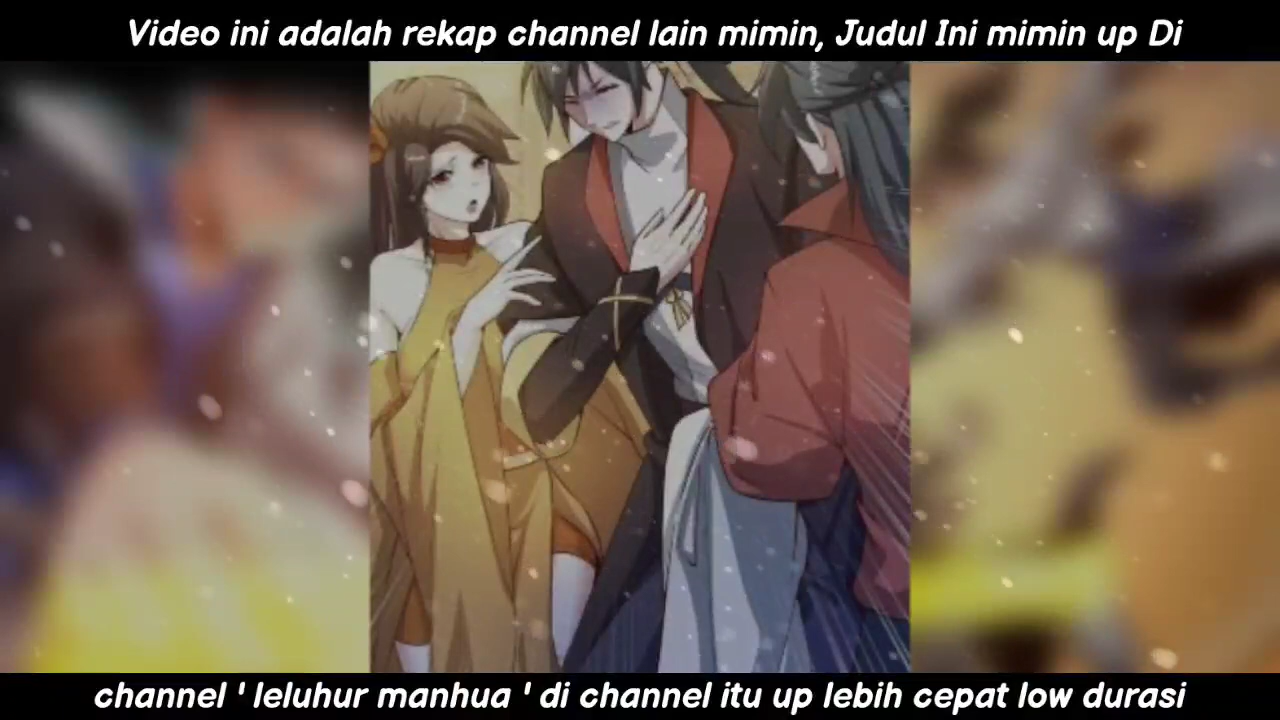 Video ini adalah rekap channel lain mimin, Judul Ini mimin up Di
channel ' leluhur manhua ' di channel itu up lebih cepat low durasi